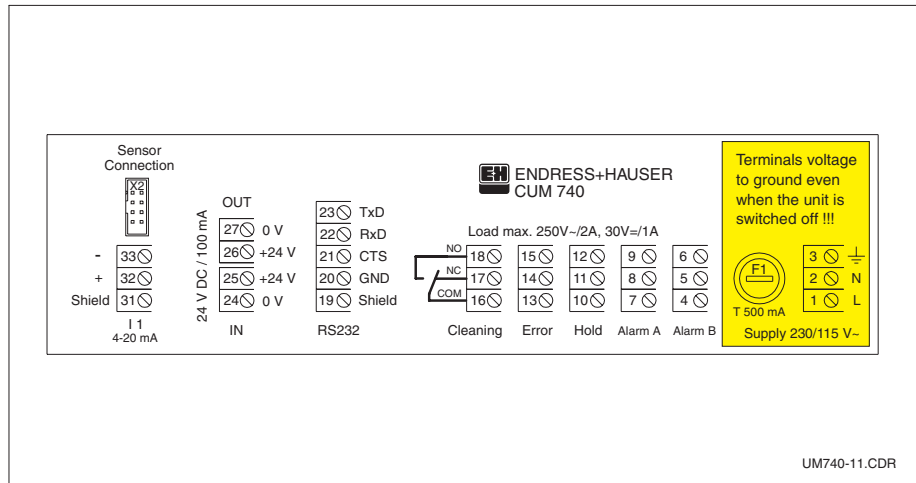 Sensor
Connection
X2
- 33
+ 32
Shield 31
I 1
4-20 mA
24 V DC / 100 mA
OUT
27 0 V
26 +24 V
25 +24 V
24 0 V
IN
23 TxD
22 RxD
21 CTS
20 GND
19 Shield
RS232
EH ENDRESS+HAUSER
CUM 740
Load max. 250V~/2A, 30V=/1A
NO 18 15 12 9 6
NC 17 14 11 8 5
COM 16 13 10 7 4
Cleaning Error Hold Alarm A Alarm B
Terminals voltage
to ground even
when the unit is
switched off !!!
F1
T 500 mA
3
2 N
1 L
Supply 230/115 V~
UM740-11.CDR